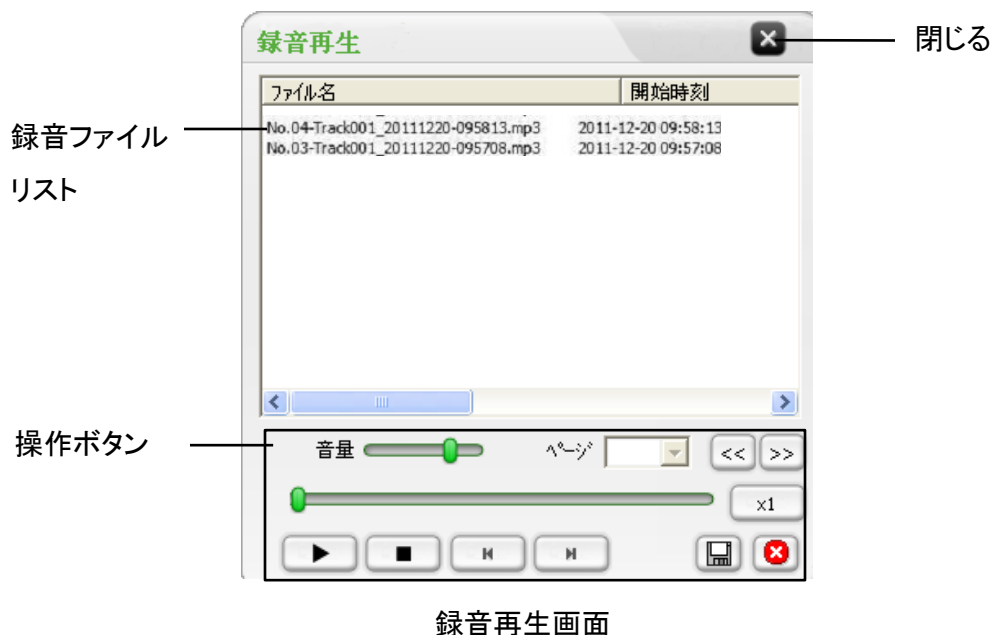 録音再生
閉じる
ファイル名 開始時刻
録音ファイル
リスト
No.04-Track001_20111220-095813.mp3 2011-12-20 09:58:13
No.03-Track001_20111220-095708.mp3 2011-12-20 09:57:08
操作ボタン
音量 ページ << >>
x1
録音再生画面